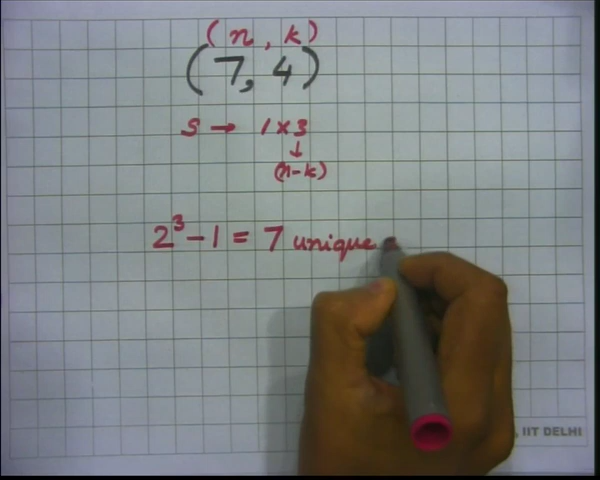 (n, k)
(7, 4)
S → 1×3
↓
(n-k)
2³-1 = 7 unique
, IIT DELHI